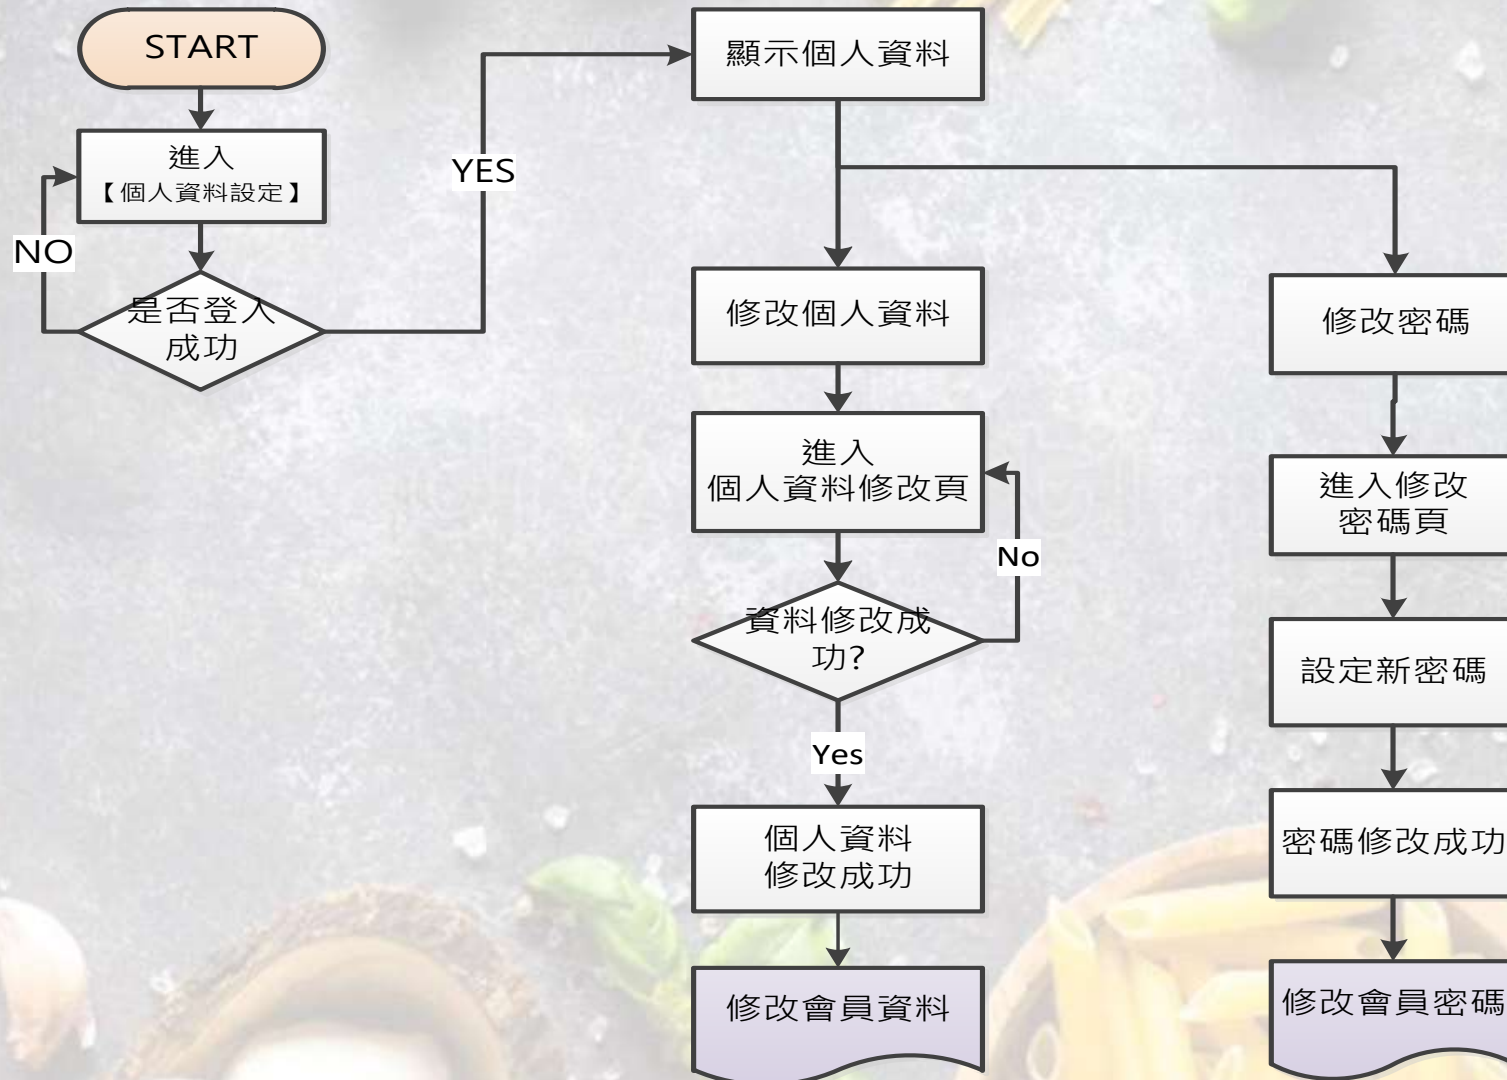 START
進入
【個人資料設定】
NO
是否登入
成功
YES
顯示個人資料
修改個人資料
進入
個人資料修改頁
No
資料修改成
功?
Yes
個人資料
修改成功
修改會員資料
修改密碼
進入修改
密碼頁
設定新密碼
密碼修改成功
修改會員密碼